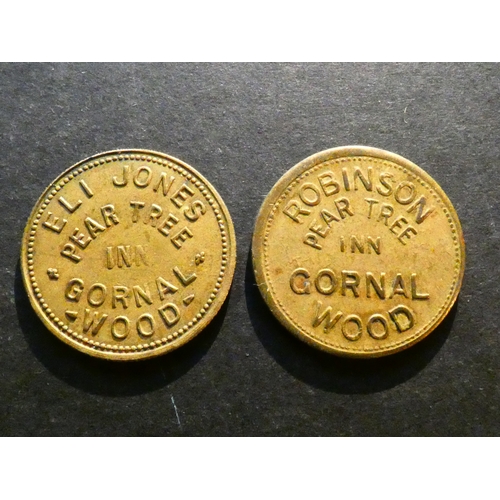 ELI JONES
PEAR TREE
INN
GORNAL
WOOD
ROBINSON
PEAR TREE
INN
GORNAL
WOOD